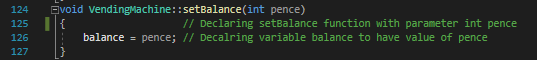 124 void VendingMachine::setBalance(int pence)
125 { // Declaring setBalance function with parameter int pence
126 balance = pence; // Decalring variable balance to have value of pence
127 }